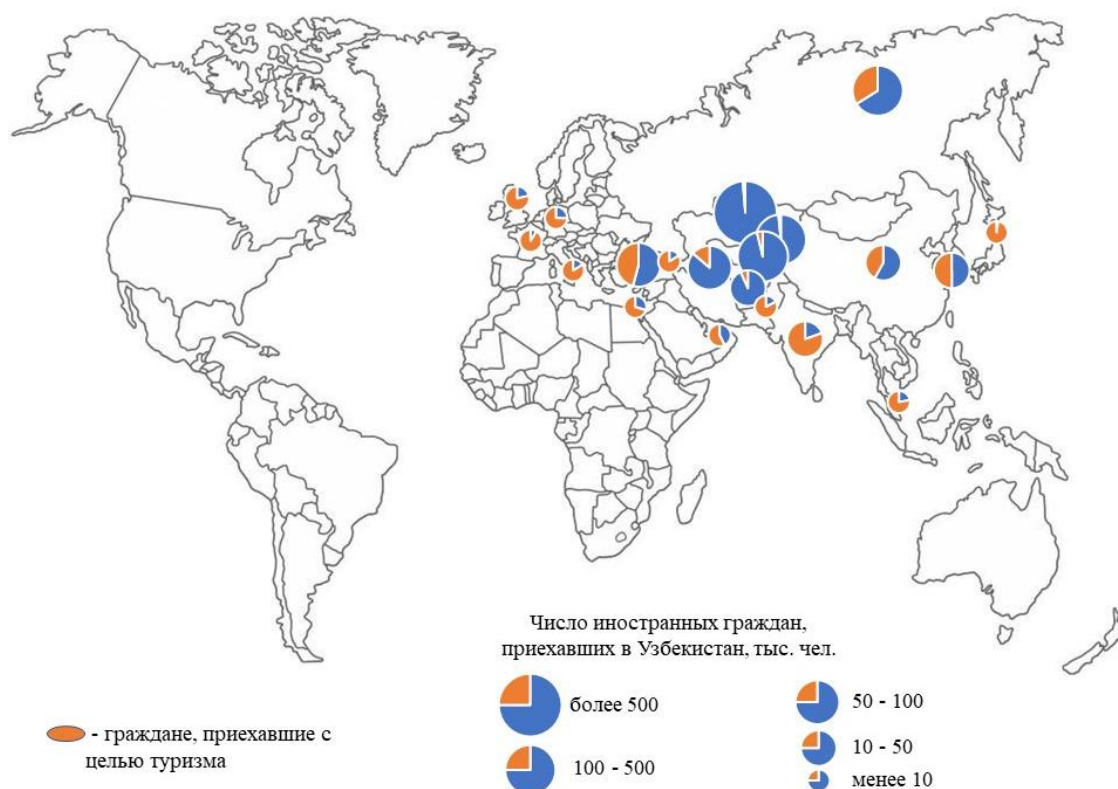 Число иностранных граждан,
приехавших в Узбекистан, тыс. чел.
более 500
100 - 500
50 - 100
10 - 50
менее 10
- граждане, приехавшие с
целью туризма